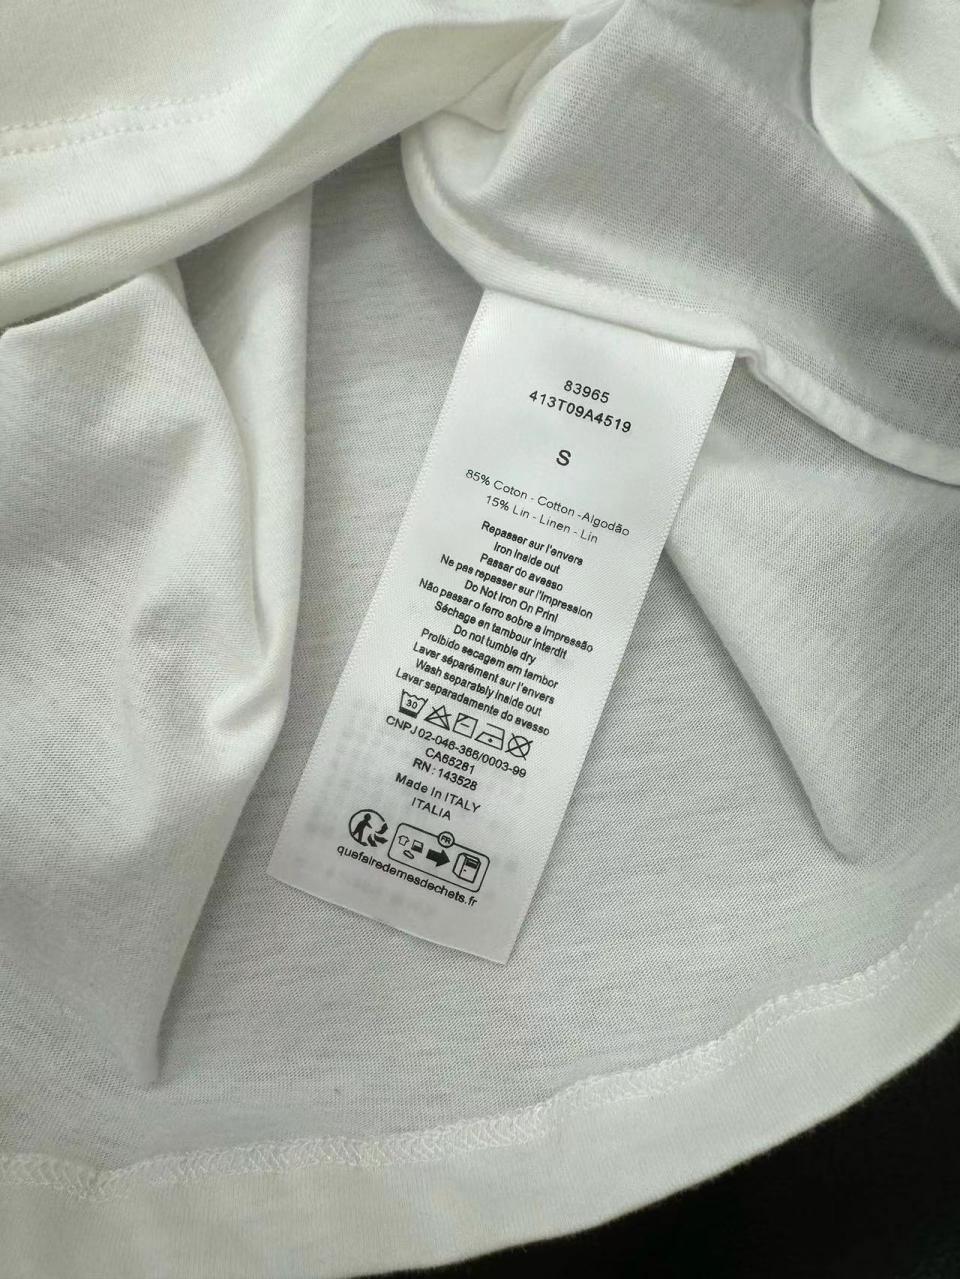 83965
413T09A4519
S
85% Coton - Cotton -Algodão
15% Lin - Linen - Lin
Repasser sur l'envers
Iron inside out
Passar do avesso
Ne pas repasser sur l'impression
Do Not Iron On Print
Não passar o ferro sobre a impressão
Séchage en tambour interdit
Do not tumble dry
Proibido secagem em tambor
Laver séparément sur l'envers
Wash separately inside out
Lavar separadamente do avesso
30
CNPJ 02-046-366/0003-99
CA65281
RN: 143528
Made In ITALY
ITALIA
FR
quefairedemesdechets.fr